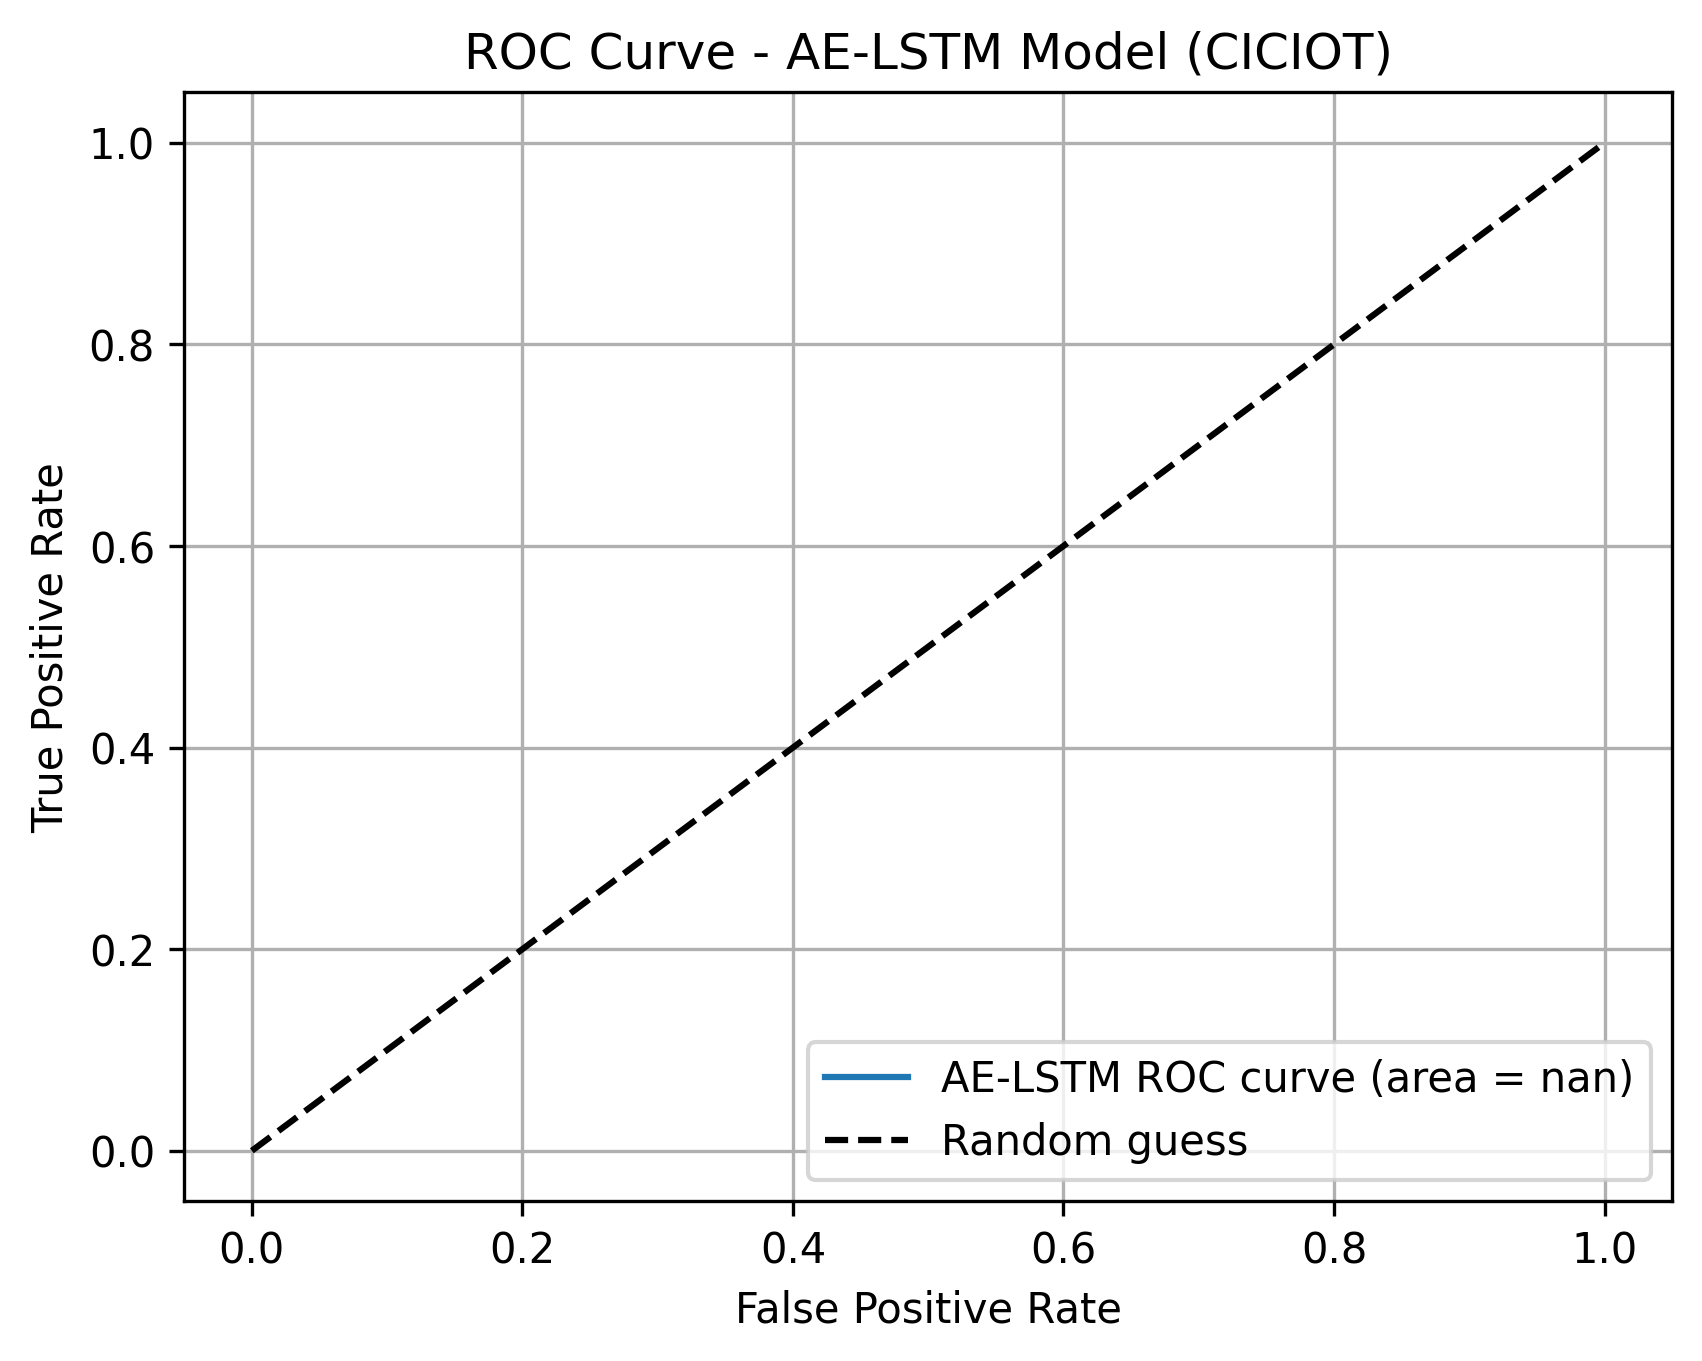 ROC Curve - AE-LSTM Model (CICIOT)
1.0
0.8
0.6
0.4
0.2
0.0
True Positive Rate
AE-LSTM ROC curve (area = nan)
Random guess
0.0 0.2 0.4 0.6 0.8 1.0
False Positive Rate